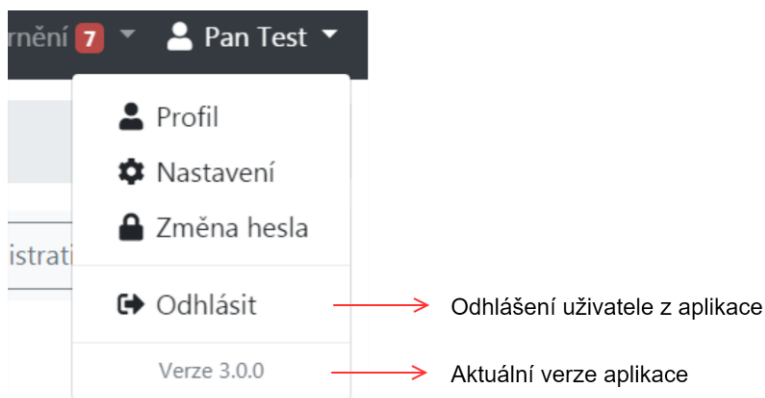 rnění 7 Pan Test
Profil
Nastavení
Změna hesla
istrati
Odhlásit Odhlášení uživatele z aplikace
Verze 3.0.0 Aktuální verze aplikace